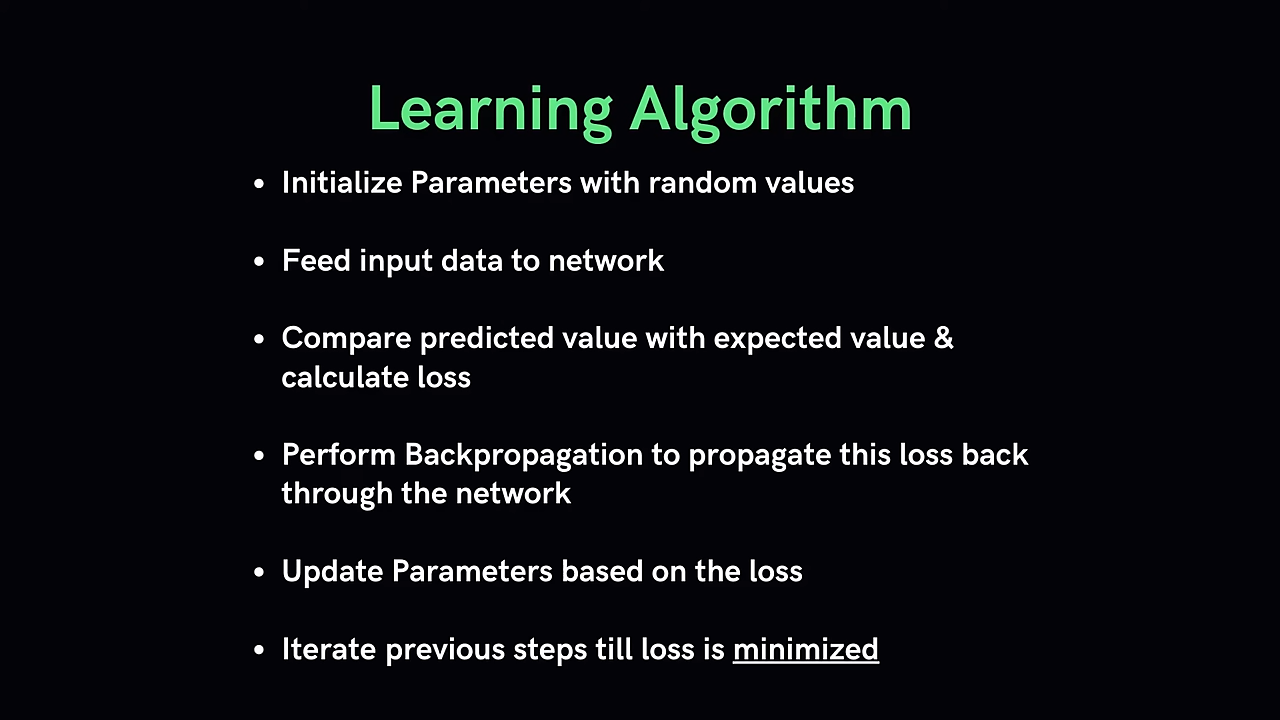 Learning Algorithm
• Initialize Parameters with random values
• Feed input data to network
• Compare predicted value with expected value &
calculate loss
• Perform Backpropagation to propagate this loss back
through the network
• Update Parameters based on the loss
• Iterate previous steps till loss is minimized